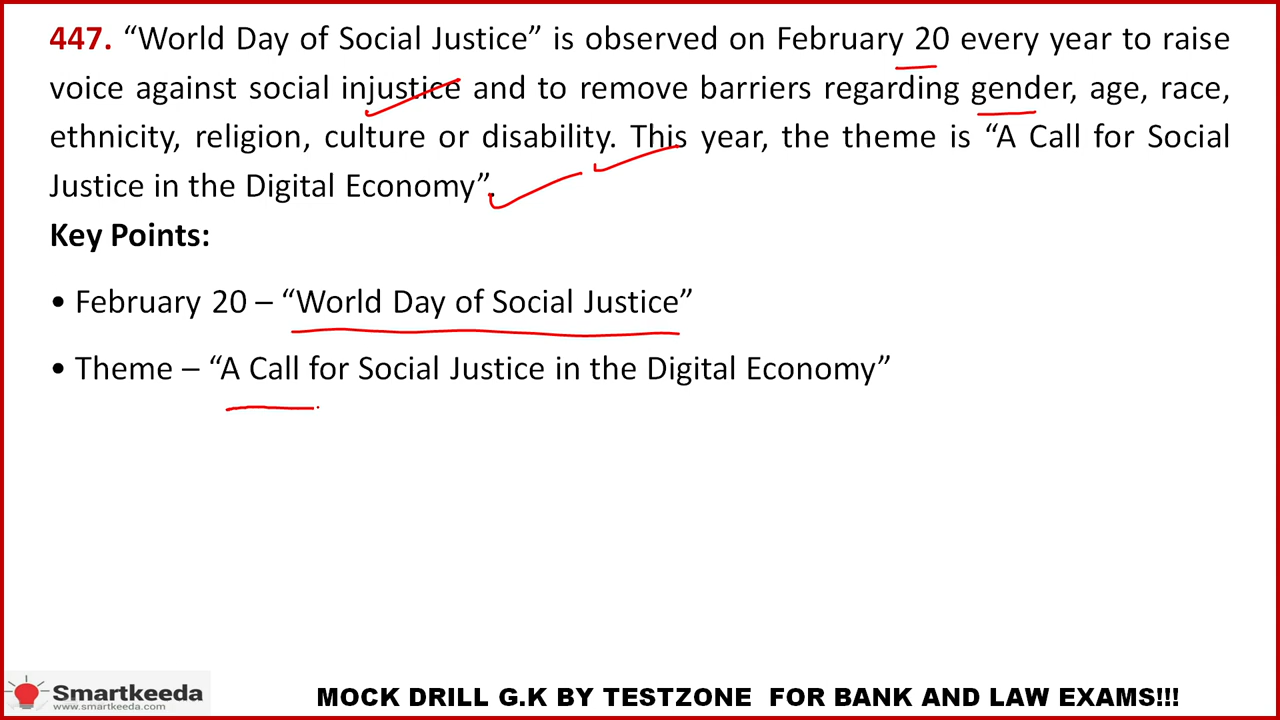 447. “World Day of Social Justice” is observed on February 20 every year to raise
voice against social injustice and to remove barriers regarding gender, age, race,
ethnicity, religion, culture or disability. This year, the theme is “A Call for Social
Justice in the Digital Economy”.
Key Points:
• February 20 – “World Day of Social Justice”
• Theme – “A Call for Social Justice in the Digital Economy”
Smartkeeda
www.smartkeeda.com
MOCK DRILL G.K BY TESTZONE FOR BANK AND LAW EXAMS!!!